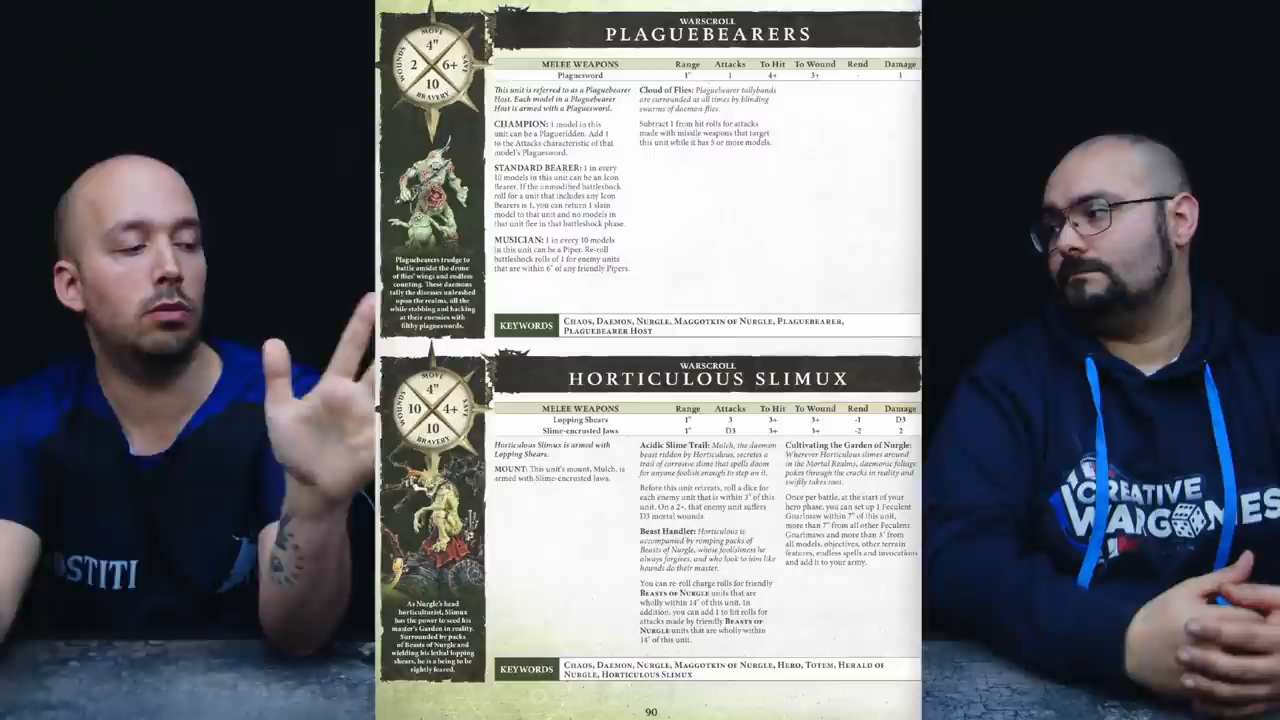 WARSCROLL
PLAGUEBEARERS
MOVE
4"
WOUNDS
2
6+
SAVE
10
BRAVERY
MELEE WEAPONS Range Attacks To Hit To Wound Rend Damage
Plaguesword 1" 1 4+ 3+ - 1
This unit is referred to as a Plaguebearer
Host. Each model in a Plaguebearer
Host is armed with a Plaguesword.
CHAMPION: 1 model in this
unit can be a Plagueridden. Add 1
to the Attacks characteristic of that
model's Plaguesword.
STANDARD BEARER: 1 in every
10 models in this unit can be an Icon
Bearer. If the unmodified battleshock
roll for a unit that includes any Icon
Bearers is 1, you can return 1 slain
model to that unit and no models in
that unit flee in that battleshock phase.
MUSICIAN: 1 in every 10 models
in this unit can be a Piper. Re-roll
battleshock rolls of 1 for enemy units
that are within 6" of any friendly Pipers.
Cloud of Flies: Plaguebearer tallybands
are surrounded at all times by blinding
swarms of daemon-flies.
Subtract 1 from hit rolls for attacks
made with missile weapons that target
this unit while it has 5 or more models.
Plaguebearers trudge to
battle amidst the drone
of flies' wings and endless
counting. These daemons
tally the diseases unleashed
upon the realms, all the
while stabbing and hacking
at their enemies with
filthy plagueswords.
KEYWORDS
CHAOS, DAEMON, NURGLE, MAGGOTKIN OF NURGLE, PLAGUEBEARER,
PLAGUEBEARER HOST
WARSCROLL
HORTICULOUS SLIMUX
MOVE
4"
WOUNDS
10
4+
SAVE
10
BRAVERY
MELEE WEAPONS Range Attacks To Hit To Wound Rend Damage
Lopping Shears 1" 3 3+ 3+ -1 D3
Slime-encrusted Jaws 1" D3 3+ 3+ -2 2
Horticulous Slimux is armed with
Lopping Shears.
MOUNT: This unit's mount, Mulch, is
armed with Slime-encrusted Jaws.
Acidic Slime Trail: Mulch, the daemon
beast ridden by Horticulous, secretes a
trail of corrosive slime that spells doom
for anyone foolish enough to step on it.
Before this unit retreats, roll a dice for
each enemy unit that is within 3" of this
unit. On a 2+, that enemy unit suffers
D3 mortal wounds.
Beast Handler: Horticulous is
accompanied by romping packs of
Beasts of Nurgle, whose foolishness he
always forgives, and who look to him like
hounds do their master.
You can re-roll charge rolls for friendly
BEASTS OF NURGLE units that are
wholly within 14" of this unit. In
addition, you can add 1 to hit rolls for
attacks made by friendly BEASTS OF
NURGLE units that are wholly within
14" of this unit.
Cultivating the Garden of Nurgle:
Wherever Horticulous slimes around
in the Mortal Realms, daemonic foliage
pokes through the cracks in reality and
swiftly takes root.
Once per battle, at the start of your
hero phase, you can set up 1 Feculent
Gnarlmaw within 7" of this unit,
more than 7" from all other Feculent
Gnarlmaws and more than 3" from
all models, objectives, other terrain
features, endless spells and invocations
and add it to your army.
As Nurgle's head
horticulturist, Slimux
has the power to seed his
master's Garden in reality.
Surrounded by packs
of Beasts of Nurgle and
wielding his lethal lopping
shears, he is a being to be
rightly feared.
KEYWORDS
CHAOS, DAEMON, NURGLE, MAGGOTKIN OF NURGLE, HERO, TOTEM, HERALD OF
NURGLE, HORTICULOUS SLIMUX
90
STITI
CREATIVE
WARGAMES